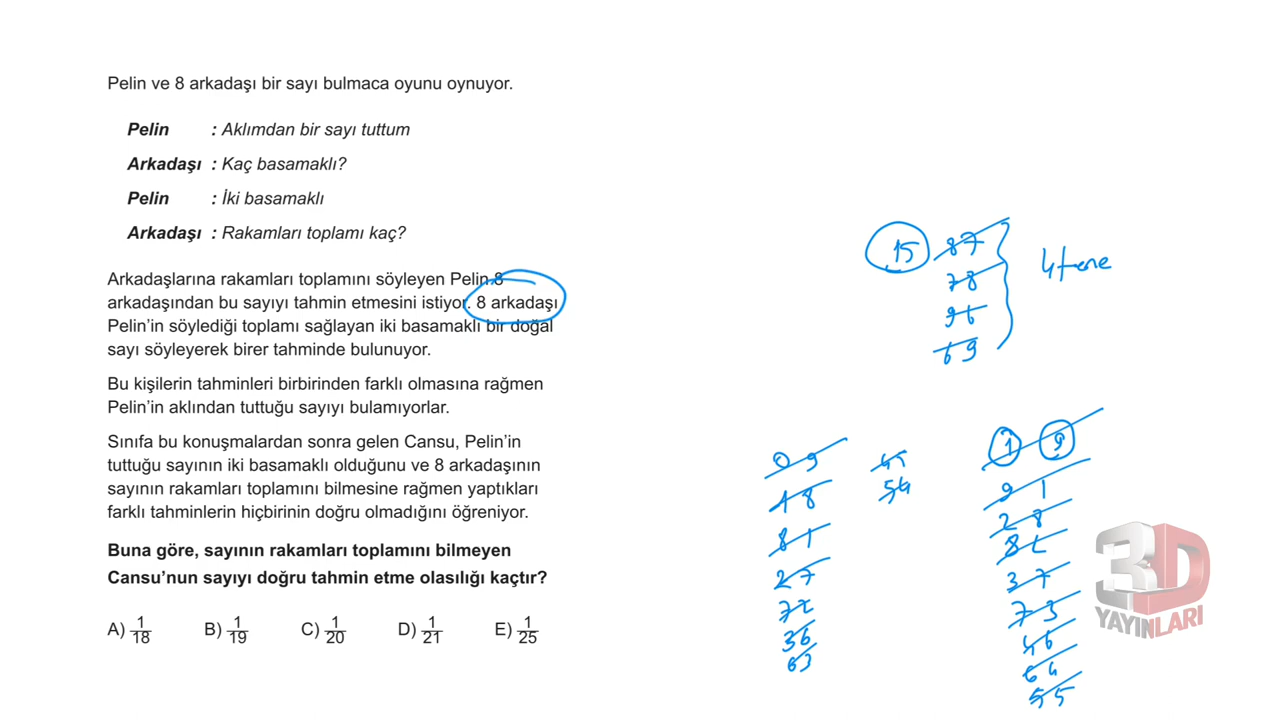 Pelin ve 8 arkadaşı bir sayı bulmaca oyunu oynuyor.
Pelin : Aklımdan bir sayı tuttum
Arkadaşı : Kaç basamaklı?
Pelin : İki basamaklı
Arkadaşı : Rakamları toplamı kaç?
Arkadaşlarına rakamları toplamını söyleyen Pelin 8
arkadaşından bu sayıyı tahmin etmesini istiyor. 8 arkadaşı
Pelin'in söylediği toplamı sağlayan iki basamaklı bir doğal
sayı söyleyerek birer tahminde bulunuyor.
Bu kişilerin tahminleri birbirinden farklı olmasına rağmen
Pelin'in aklından tuttuğu sayıyı bulamıyorlar.
Sınıfa bu konuşmalardan sonra gelen Cansu, Pelin'in
tuttuğu sayının iki basamaklı olduğunu ve 8 arkadaşının
sayının rakamları toplamını bilmesine rağmen yaptıkları
farklı tahminlerin hiçbirinin doğru olmadığını öğreniyor.
Buna göre, sayının rakamları toplamını bilmeyen
Cansu'nun sayıyı doğru tahmin etme olasılığı kaçtır?
A) 1/18 B) 1/19 C) 1/20 D) 1/21 E) 1/25
15 87
78
96
69
4 tane
0 9
18
81
27
72
36
63
45
54
1 9
9 1
28
82
37
73
46
64
55
3D
YAYINLARI